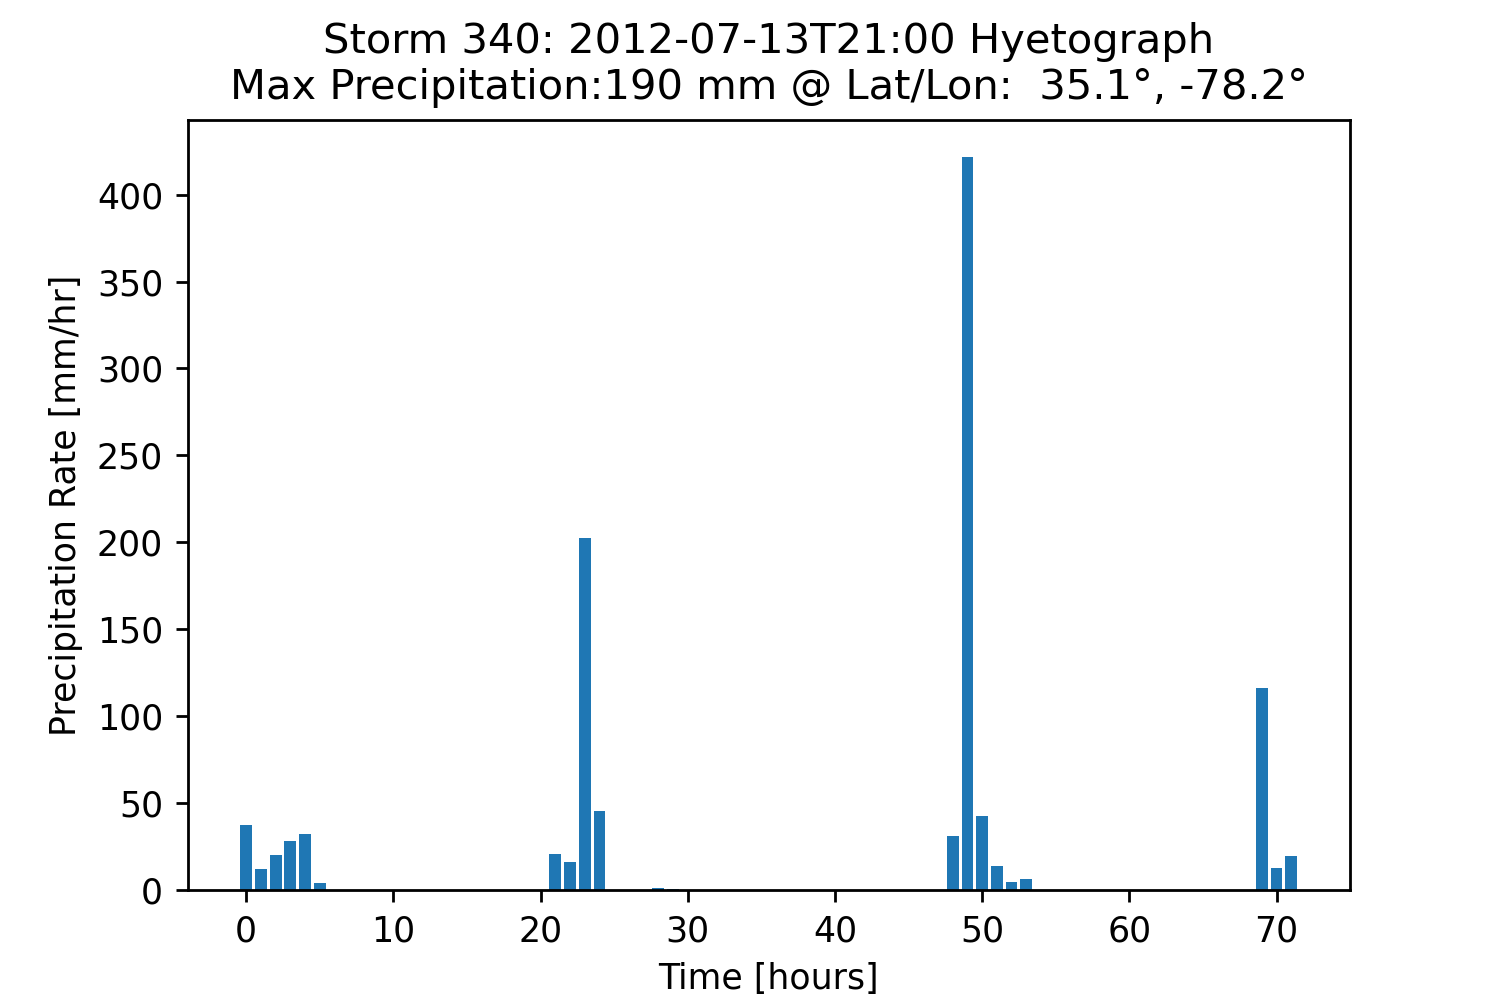 Storm 340: 2012-07-13T21:00 Hyetograph
Max Precipitation:190 mm @ Lat/Lon:  35.1°, -78.2°
Precipitation Rate [mm/hr]
400
350
300
250
200
150
100
50
0
0 10 20 30 40 50 60 70
Time [hours]